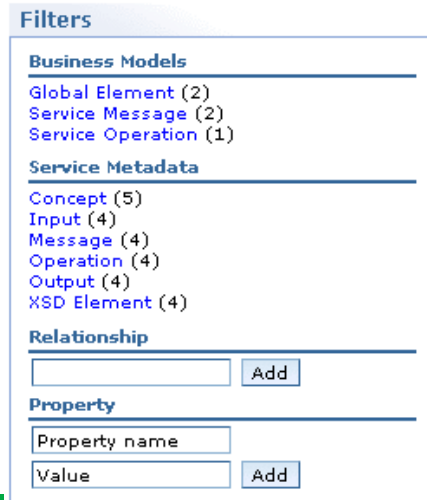 Filters
Business Models
Global Element (2)
Service Message (2)
Service Operation (1)
Service Metadata
Concept (5)
Input (4)
Message (4)
Operation (4)
Output (4)
XSD Element (4)
Relationship
Add
Property
Property name
Value Add